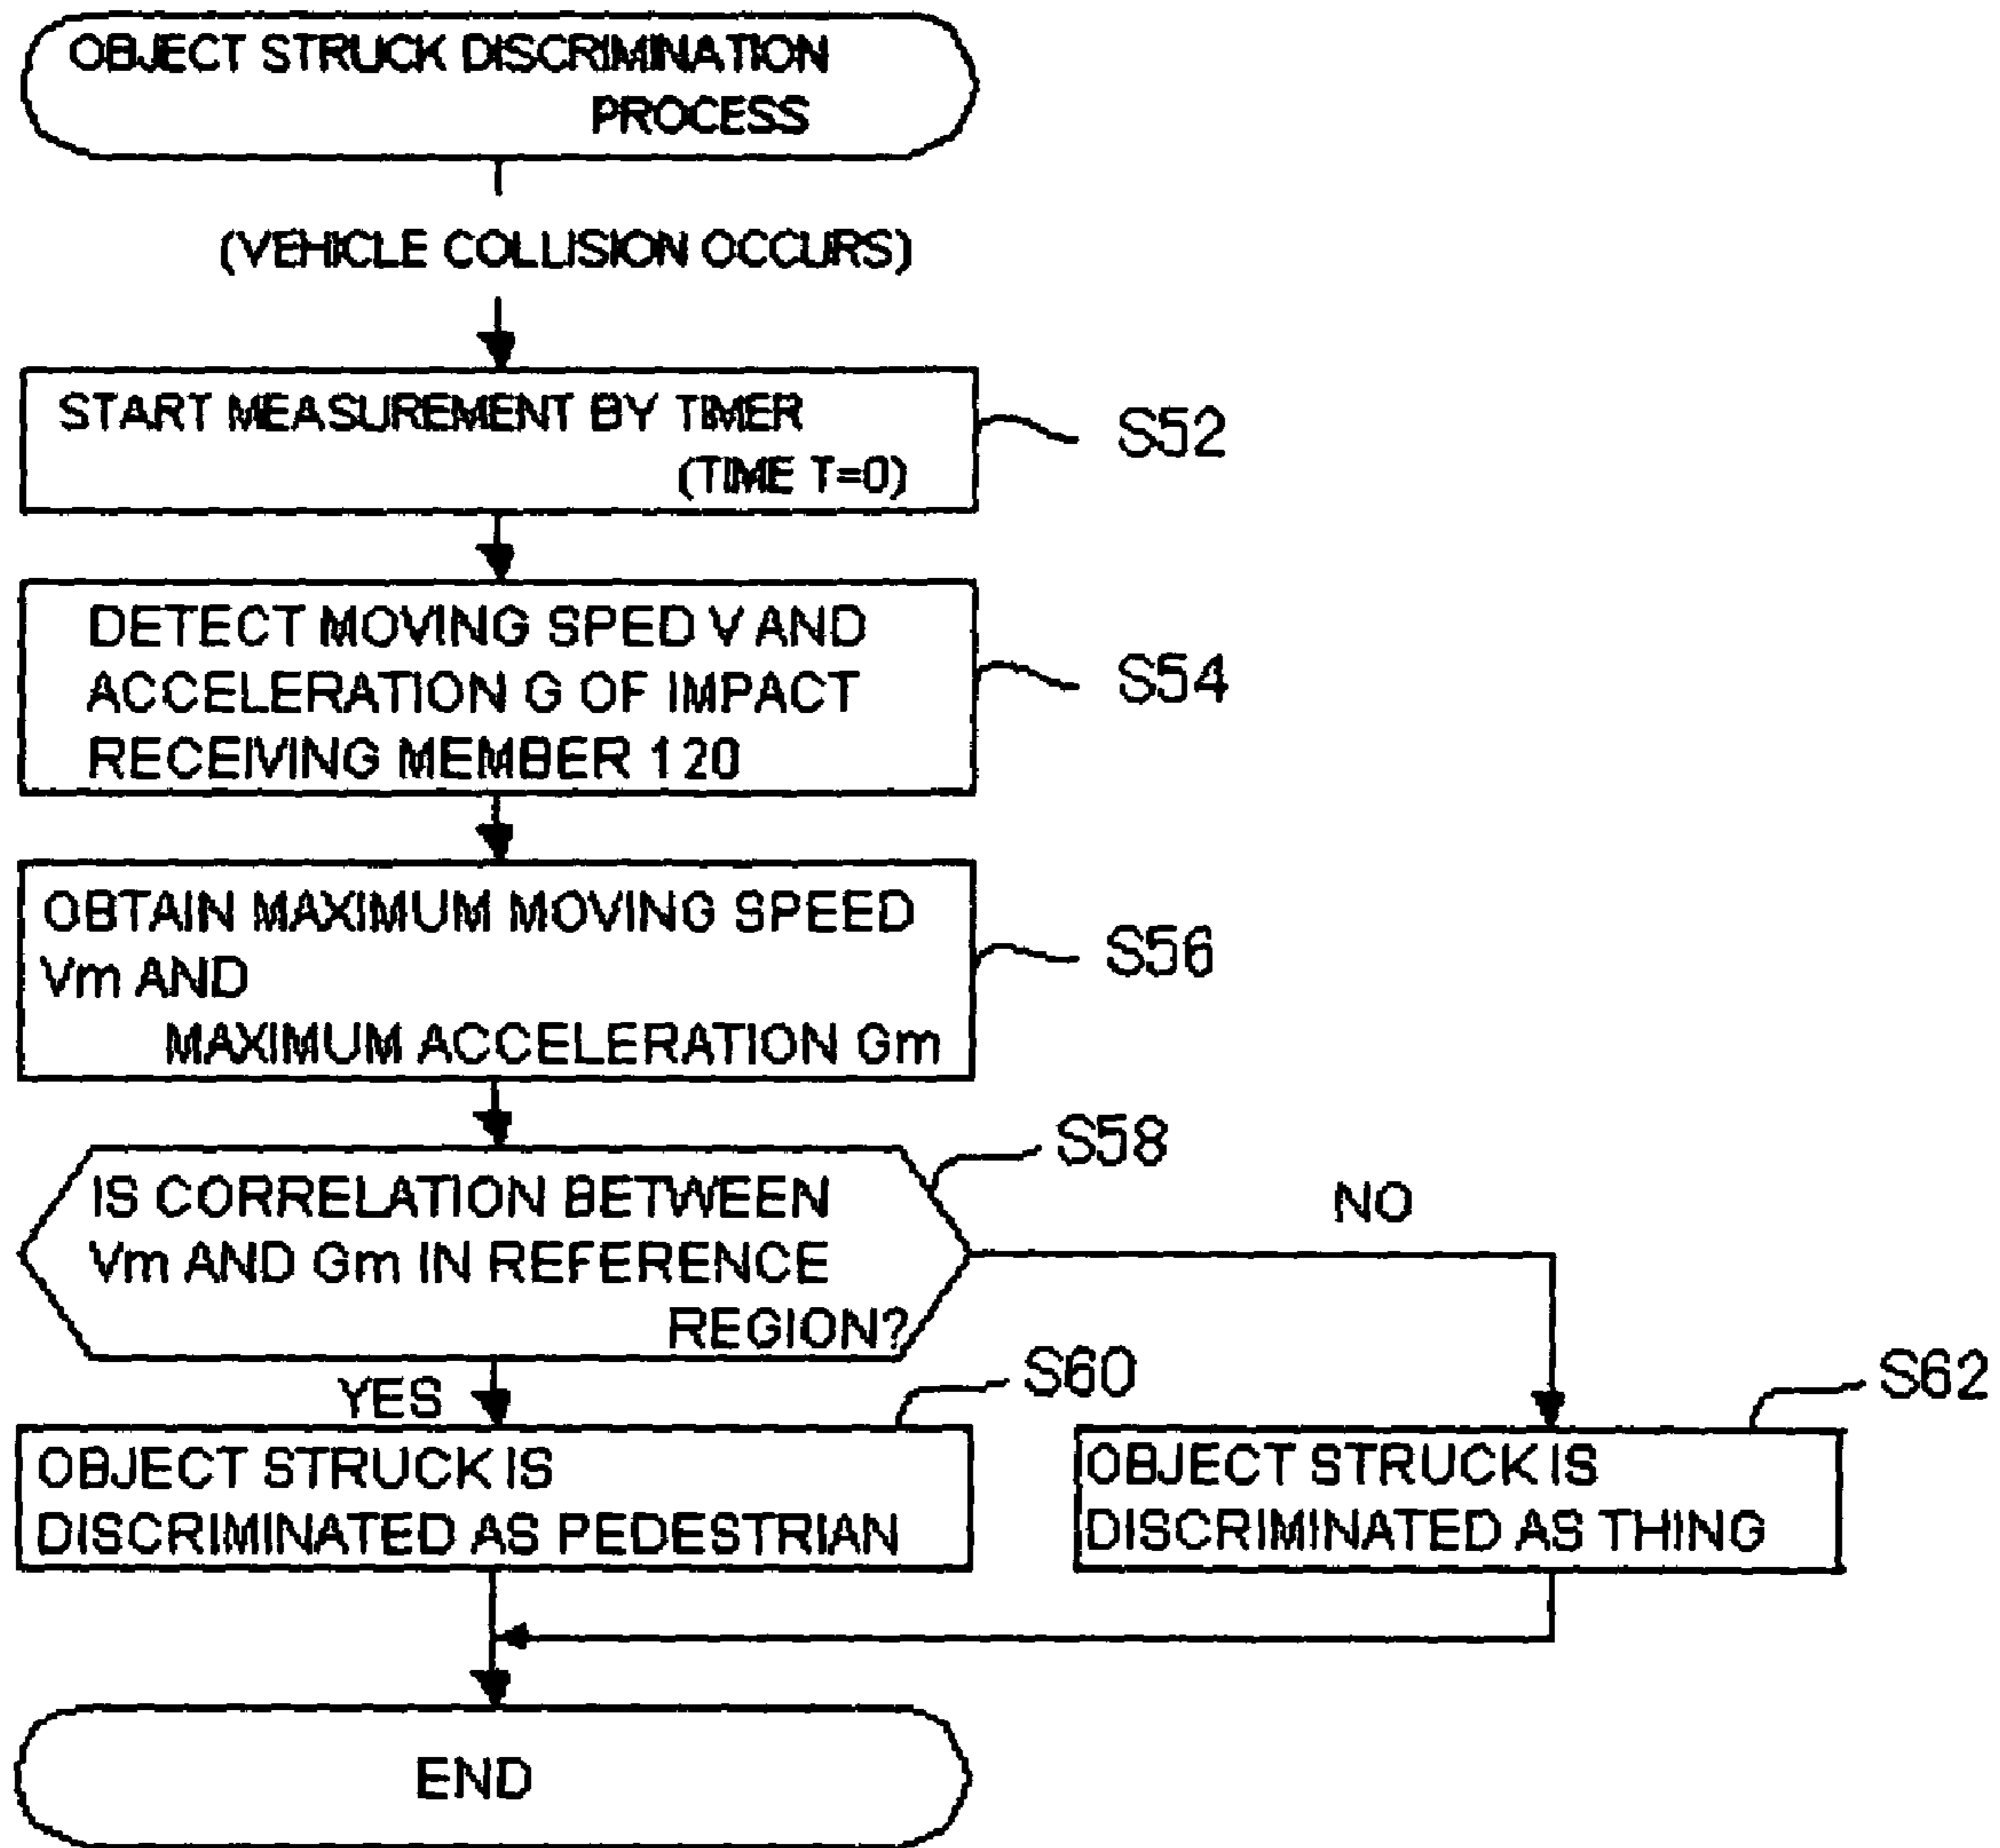 OBJECT STRUCK DISCRIMINATION
PROCESS
(VEHICLE COLLISION OCCURS)
START MEASUREMENT BY TIMER
(TIME T=0)
S52
DETECT MOVING SPED V AND
ACCELERATION G OF IMPACT
RECEIVING MEMBER 120
S54
OBTAIN MAXIMUM MOVING SPEED
Vm AND
MAXIMUM ACCELERATION Gm
S56
IS CORRELATION BETWEEN
Vm AND Gm IN REFERENCE
REGION?
S58
NO
YES
S60
S62
OBJECT STRUCK IS
DISCRIMINATED AS PEDESTRIAN
OBJECT STRUCK IS
DISCRIMINATED AS THING
END